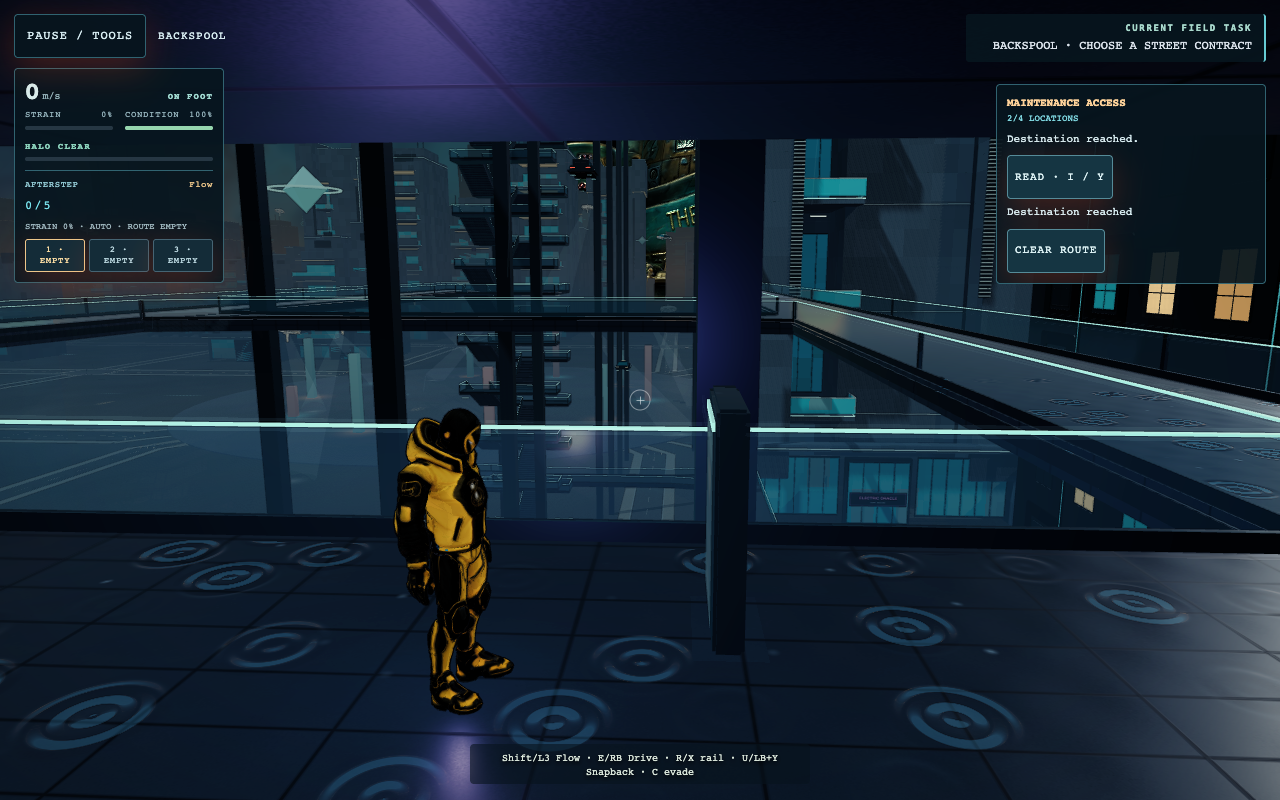 PAUSE / TOOLS
BACKSPOOL
CURRENT FIELD TASK
BACKSPOOL · CHOOSE A STREET CONTRACT
0 m/s
ON FOOT
STRAIN 0%
CONDITION 100%
HALO CLEAR
AFTERSTEP Flow
0/5
STRAIN 0% · AUTO · ROUTE EMPTY
1 · EMPTY
2 · EMPTY
3 · EMPTY
MAINTENANCE ACCESS
2/4 LOCATIONS
Destination reached.
READ · I / Y
Destination reached
CLEAR ROUTE
THE
Shift/L3 Flow · E/RB Drive · R/X rail · U/LB+Y
Snapback · C evade